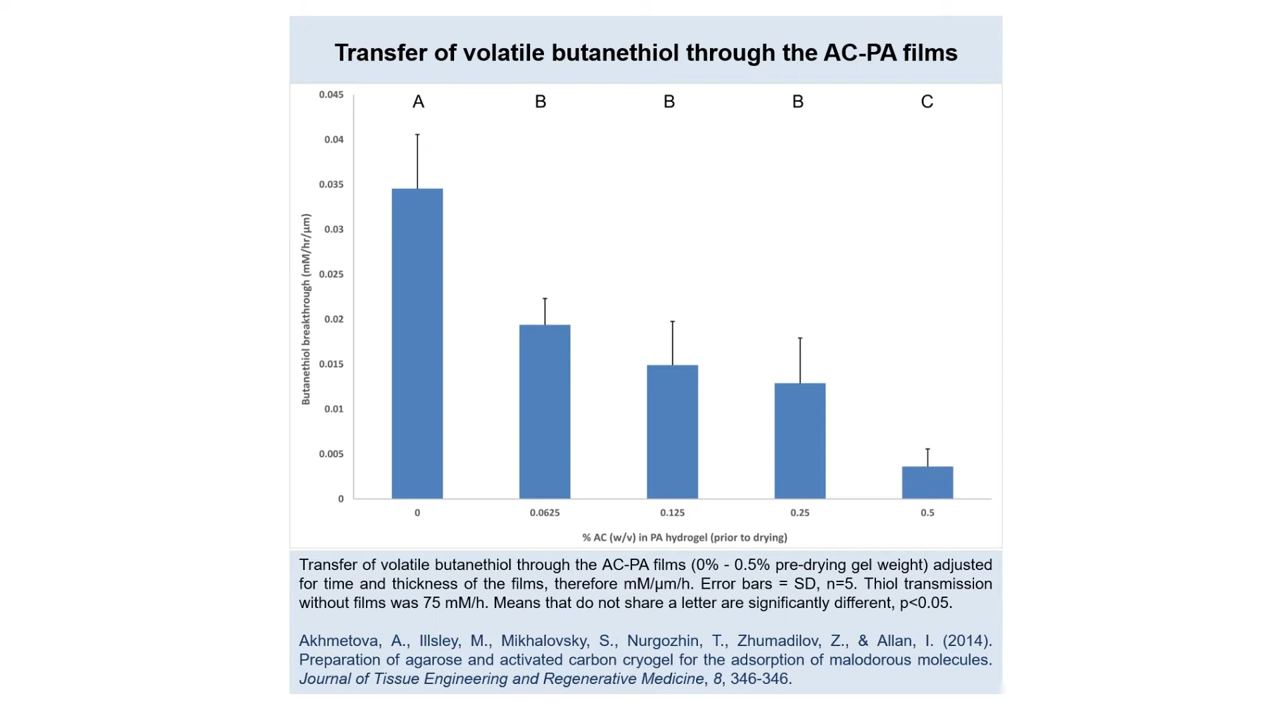 Transfer of volatile butanethiol through the AC-PA films
A B B B C
0.045
0.04
0.035
0.03
0.025
0.02
0.015
0.01
0.005
0
Butanethiol breakthrough (mM/hr/µm)
0 0.0625 0.125 0.25 0.5
% AC (w/v) in PA hydrogel (prior to drying)
Transfer of volatile butanethiol through the AC-PA films (0% - 0.5% pre-drying gel weight) adjusted
for time and thickness of the films, therefore mM/µm/h. Error bars = SD, n=5. Thiol transmission
without films was 75 mM/h. Means that do not share a letter are significantly different, p<0.05.
Akhmetova, A., Illsley, M., Mikhalovsky, S., Nurgozhin, T., Zhumadilov, Z., & Allan, I. (2014).
Preparation of agarose and activated carbon cryogel for the adsorption of malodorous molecules.
Journal of Tissue Engineering and Regenerative Medicine, 8, 346-346.